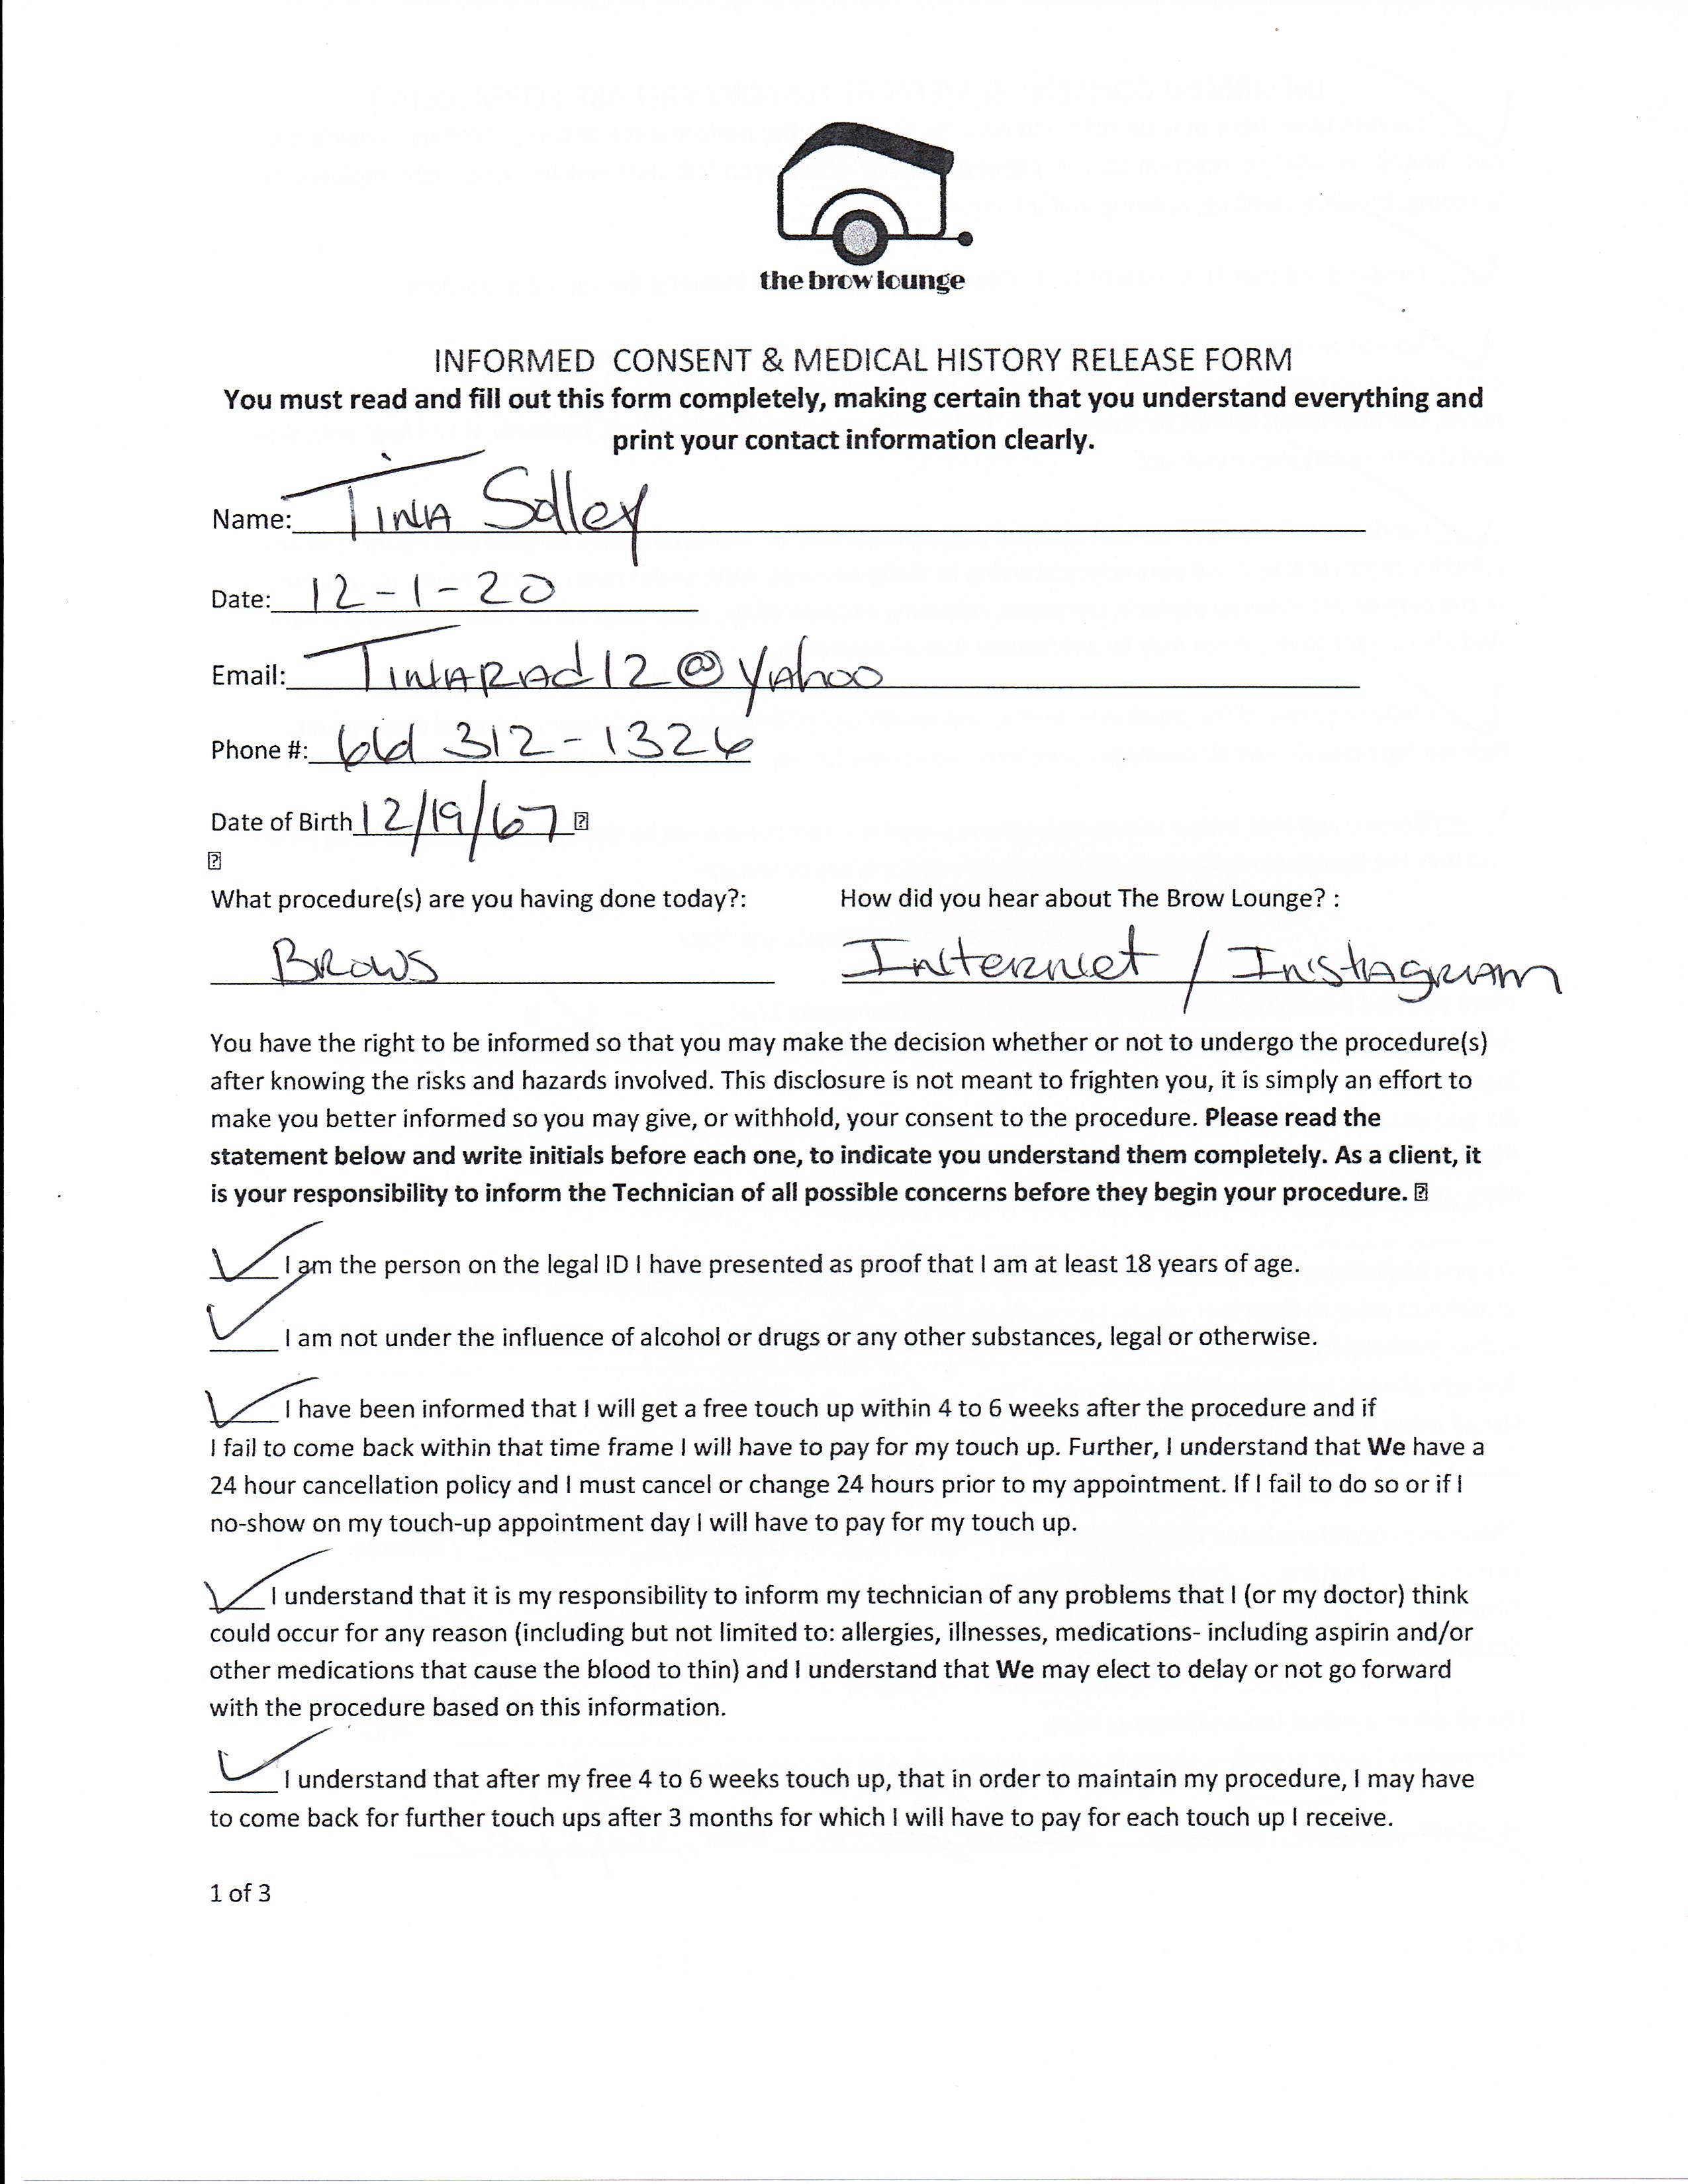 the brow lounge
INFORMED CONSENT & MEDICAL HISTORY RELEASE FORM
You must read and fill out this form completely, making certain that you understand everything and
print your contact information clearly.
Name: Tina Solley
Date: 12-1-20
Email: TinaRad12@yahoo
Phone #: 661 312-1326
Date of Birth 12/19/67
What procedure(s) are you having done today?: How did you hear about The Brow Lounge? :
Brows Internet / Instagram
You have the right to be informed so that you may make the decision whether or not to undergo the procedure(s)
after knowing the risks and hazards involved. This disclosure is not meant to frighten you, it is simply an effort to
make you better informed so you may give, or withhold, your consent to the procedure. Please read the
statement below and write initials before each one, to indicate you understand them completely. As a client, it
is your responsibility to inform the Technician of all possible concerns before they begin your procedure.
I am the person on the legal ID I have presented as proof that I am at least 18 years of age.
I am not under the influence of alcohol or drugs or any other substances, legal or otherwise.
I have been informed that I will get a free touch up within 4 to 6 weeks after the procedure and if
I fail to come back within that time frame I will have to pay for my touch up. Further, I understand that We have a
24 hour cancellation policy and I must cancel or change 24 hours prior to my appointment. If I fail to do so or if I
no-show on my touch-up appointment day I will have to pay for my touch up.
I understand that it is my responsibility to inform my technician of any problems that I (or my doctor) think
could occur for any reason (including but not limited to: allergies, illnesses, medications- including aspirin and/or
other medications that cause the blood to thin) and I understand that We may elect to delay or not go forward
with the procedure based on this information.
I understand that after my free 4 to 6 weeks touch up, that in order to maintain my procedure, I may have
to come back for further touch ups after 3 months for which I will have to pay for each touch up I receive.
1 of 3